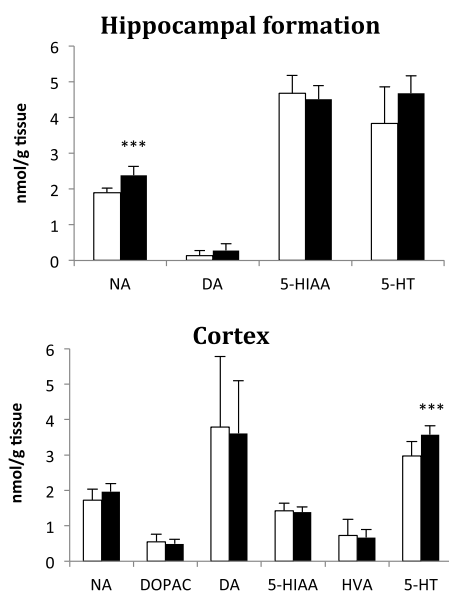 Hippocampal formation
6
5
4
3
2
1
0
nmol/g tissue
***
NA DA 5-HIAA 5-HT
Cortex
6
5
4
3
2
1
0
nmol/g tissue
***
NA DOPAC DA 5-HIAA HVA 5-HT